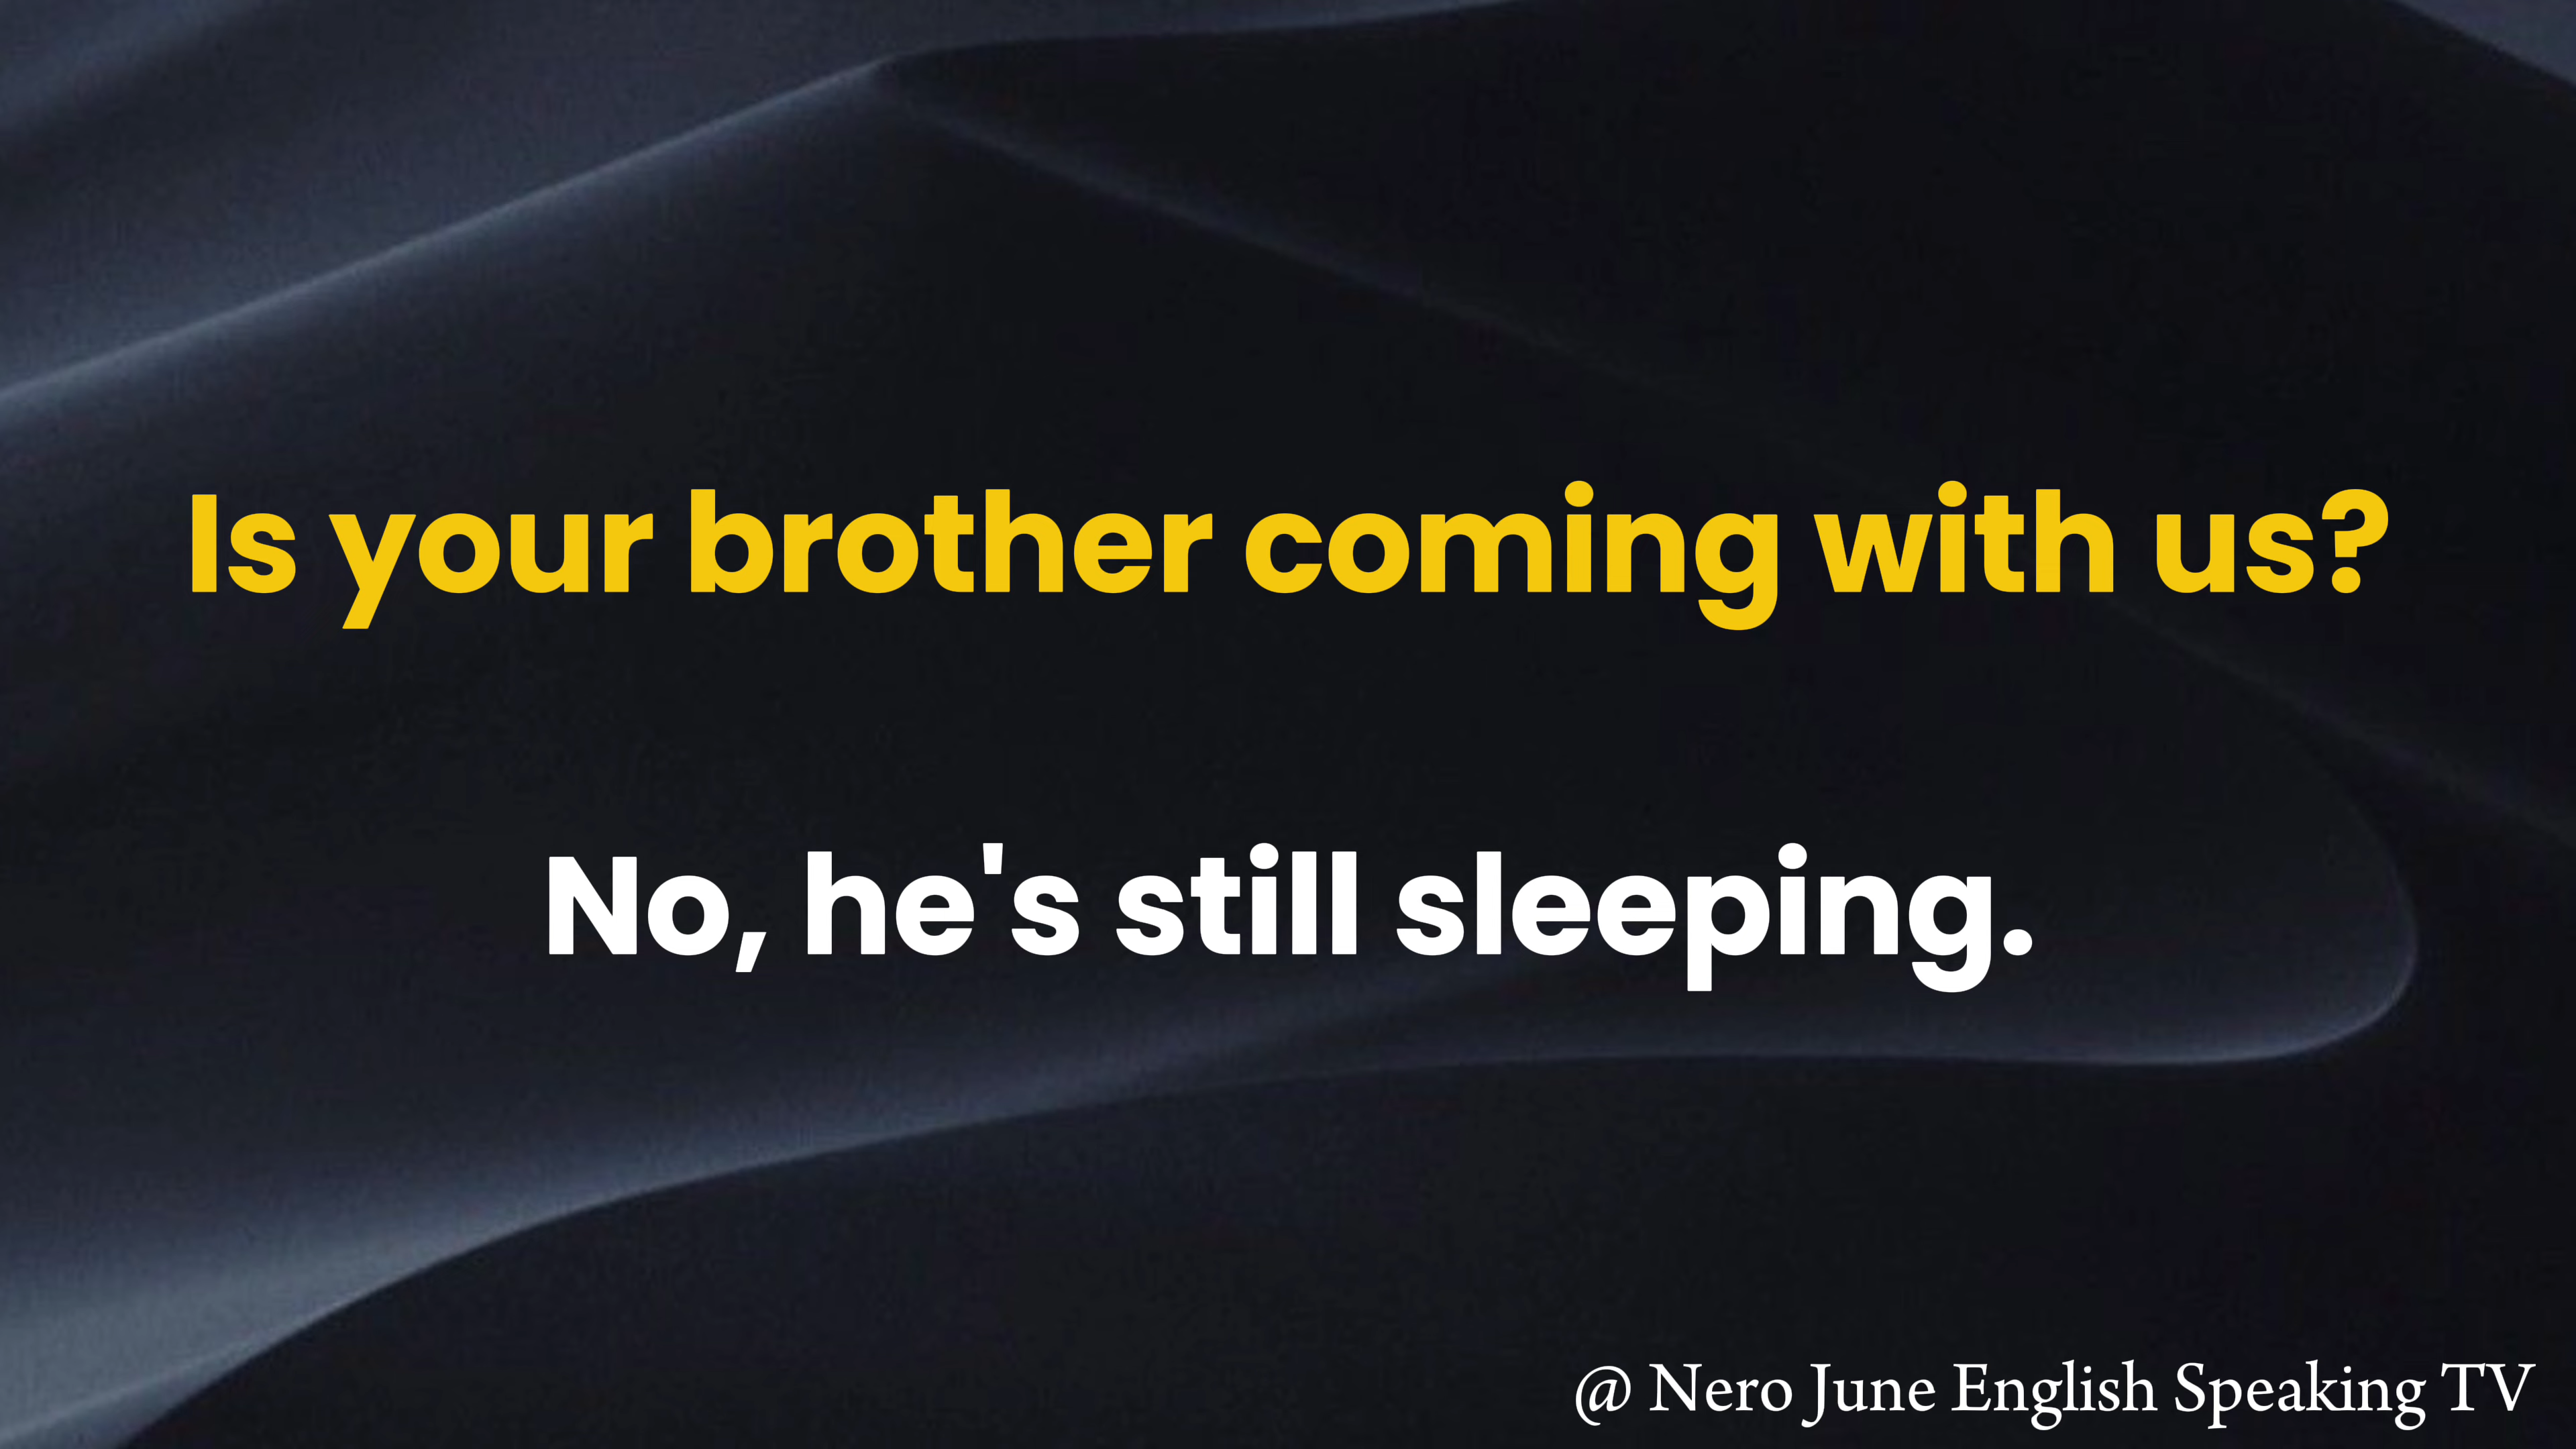 Is your brother coming with us?
No, he's still sleeping.
@ Nero June English Speaking TV